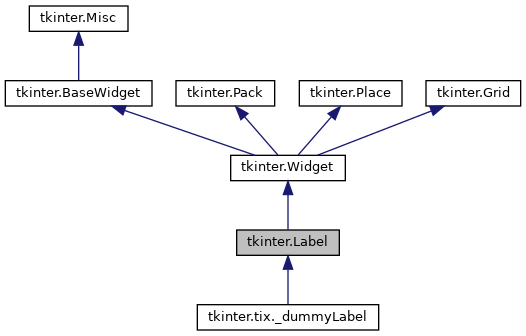 tkinter.Misc
tkinter.BaseWidget
tkinter.Pack
tkinter.Place
tkinter.Grid
tkinter.Widget
tkinter.Label
tkinter.tix._dummyLabel